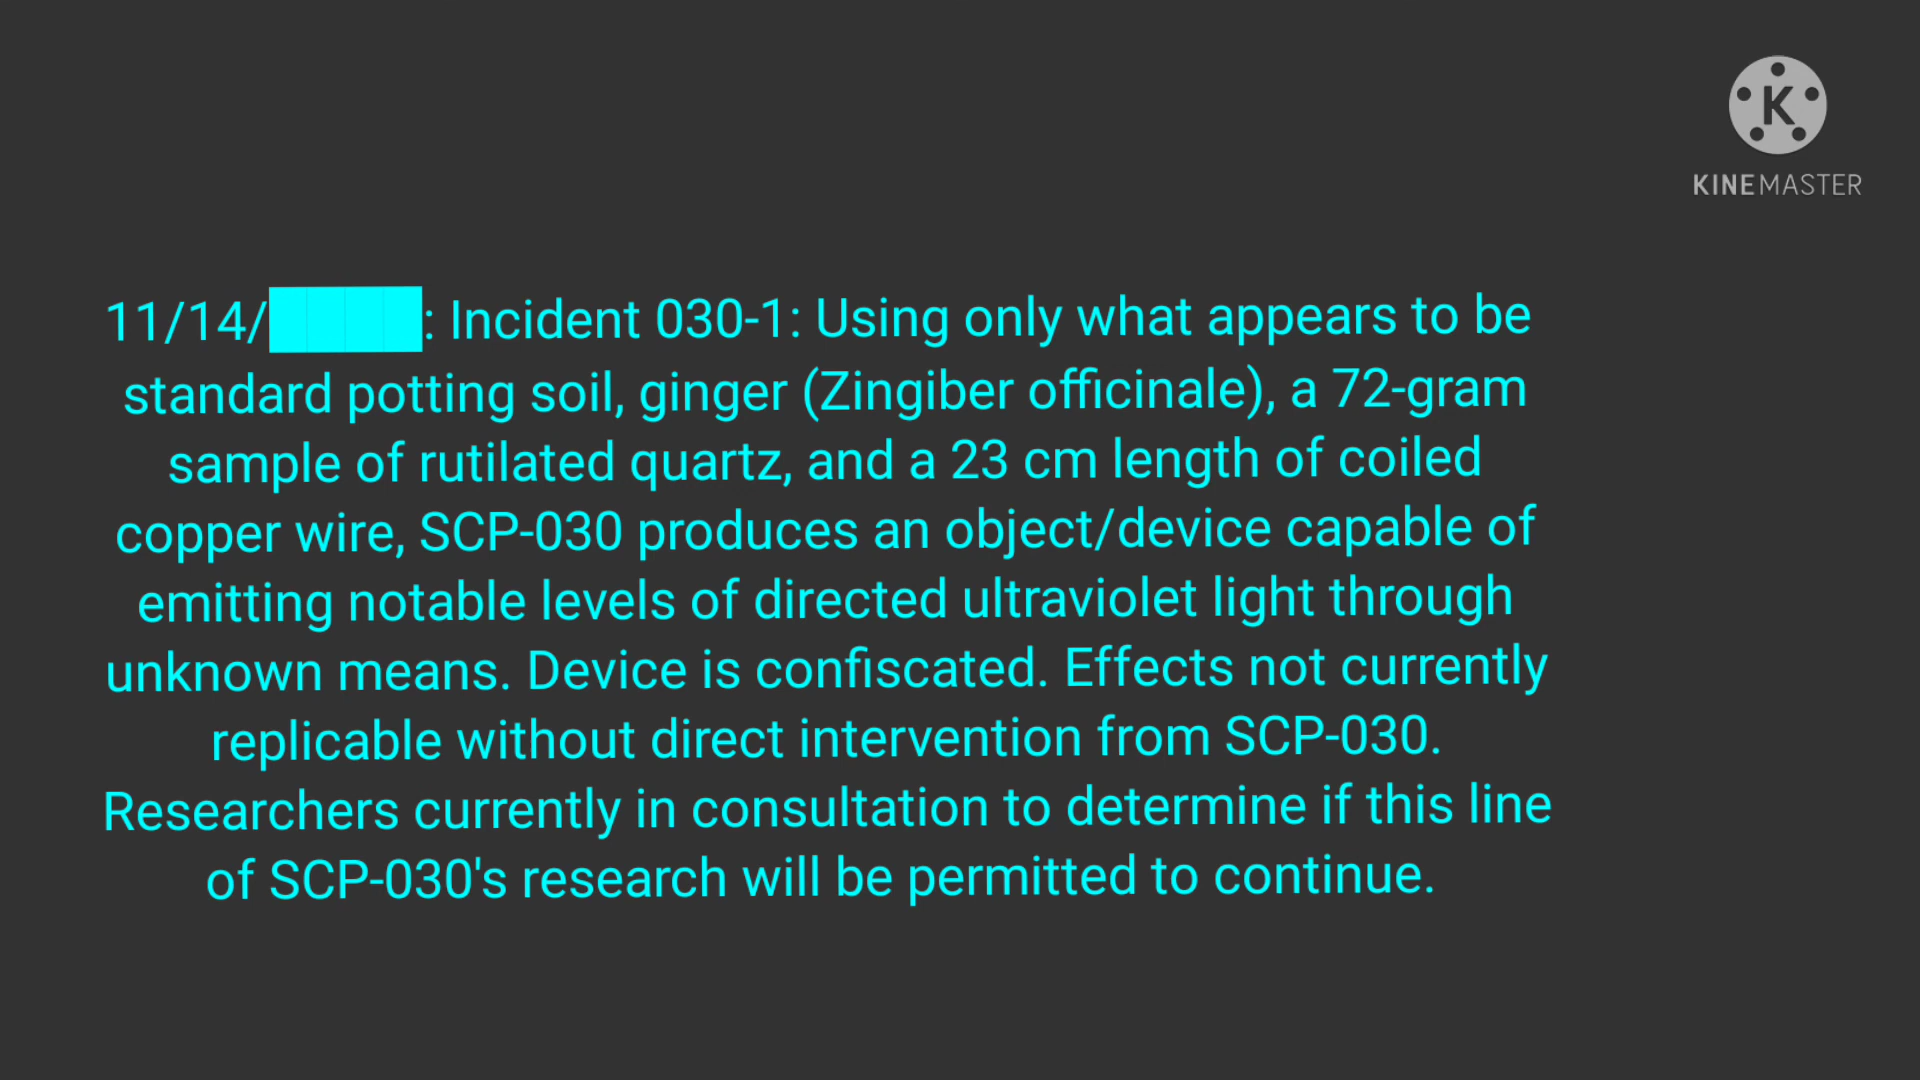 K
KINEMASTER
11/14/████: Incident 030-1: Using only what appears to be
standard potting soil, ginger (Zingiber officinale), a 72-gram
sample of rutilated quartz, and a 23 cm length of coiled
copper wire, SCP-030 produces an object/device capable of
emitting notable levels of directed ultraviolet light through
unknown means. Device is confiscated. Effects not currently
replicable without direct intervention from SCP-030.
Researchers currently in consultation to determine if this line
of SCP-030's research will be permitted to continue.